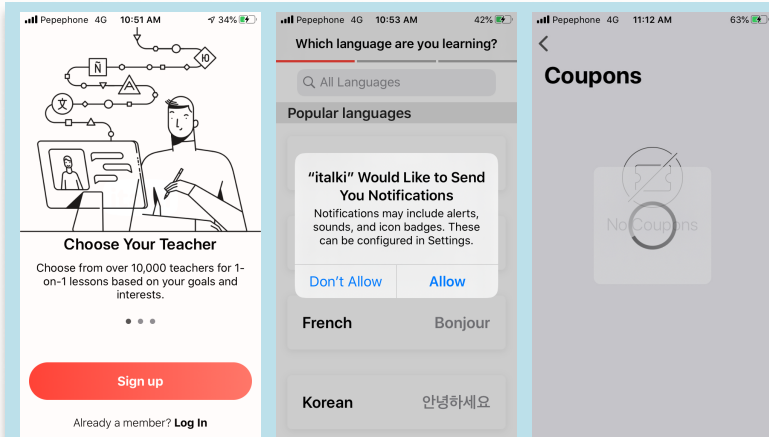 Pepephone 4G 10:51 AM 34%
Ñ
Ю
A
文
Choose Your Teacher
Choose from over 10,000 teachers for 1-
on-1 lessons based on your goals and
interests.
Sign up
Already a member? Log In
Pepephone 4G 10:53 AM 42%
Which language are you learning?
All Languages
Popular languages
“italki” Would Like to Send
You Notifications
Notifications may include alerts,
sounds, and icon badges. These
can be configured in Settings.
Don’t Allow Allow
French Bonjour
Korean 안녕하세요
Pepephone 4G 11:12 AM 63%
Coupons
No Coupons